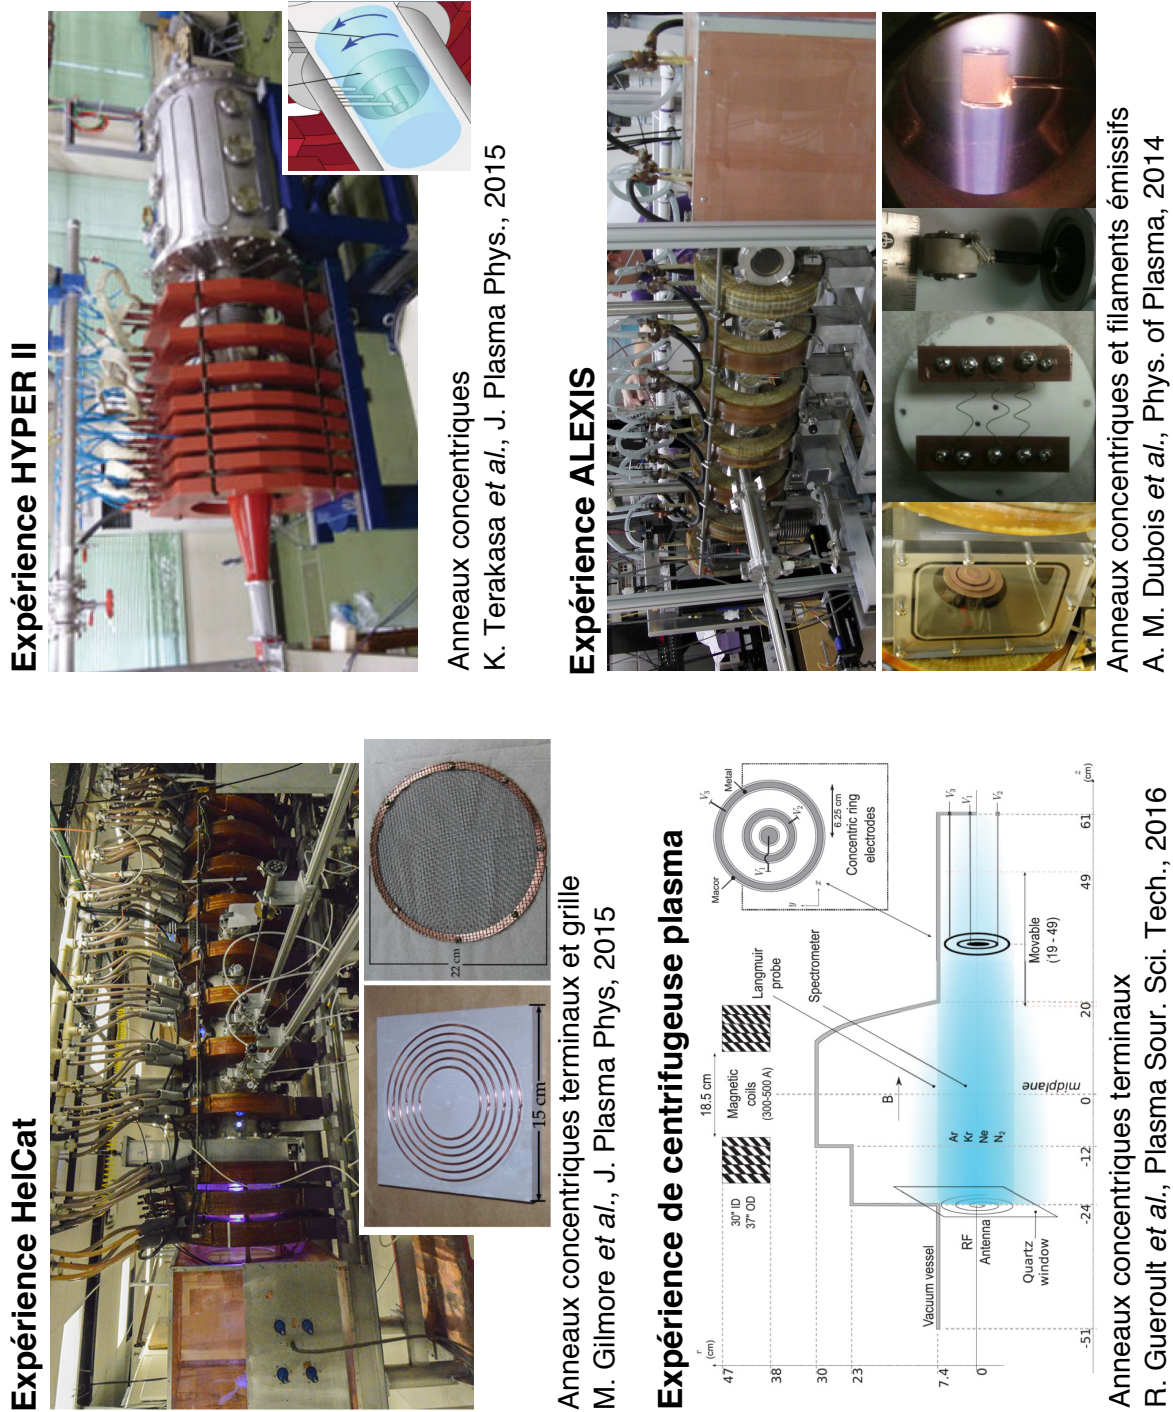 Expérience HelCat
22 cm
15 cm
Anneaux concentriques terminaux et grille
M. Gilmore et al., J. Plasma Phys, 2015
Expérience HYPER II
Anneaux concentriques
K. Terakasa et al., J. Plasma Phys., 2015
Expérience de centrifugeuse plasma
r
(cm)
47
38
30
23
7.4
0
30" ID
37" OD
18.5 cm
Magnetic
coils
(300-500 A)
B
Langmuir
probe
Spectrometer
Macor
Metal
V3
V2
V1
y
x
6.25 cm
Concentric ring
electrodes
Vacuum vessel
RF
Antenna
Quartz
window
Ar
Kr
Ne
N2
midplane
Movable
(19 - 49)
V3
V1
V2
-51
-24
-12
0
20
49
61
z
(cm)
Anneaux concentriques terminaux
R. Gueroult et al., Plasma Sour. Sci. Tech., 2016
Expérience ALEXIS
U.S.A
Anneaux concentriques et filaments émissifs
A. M. Dubois et al., Phys. of Plasma, 2014